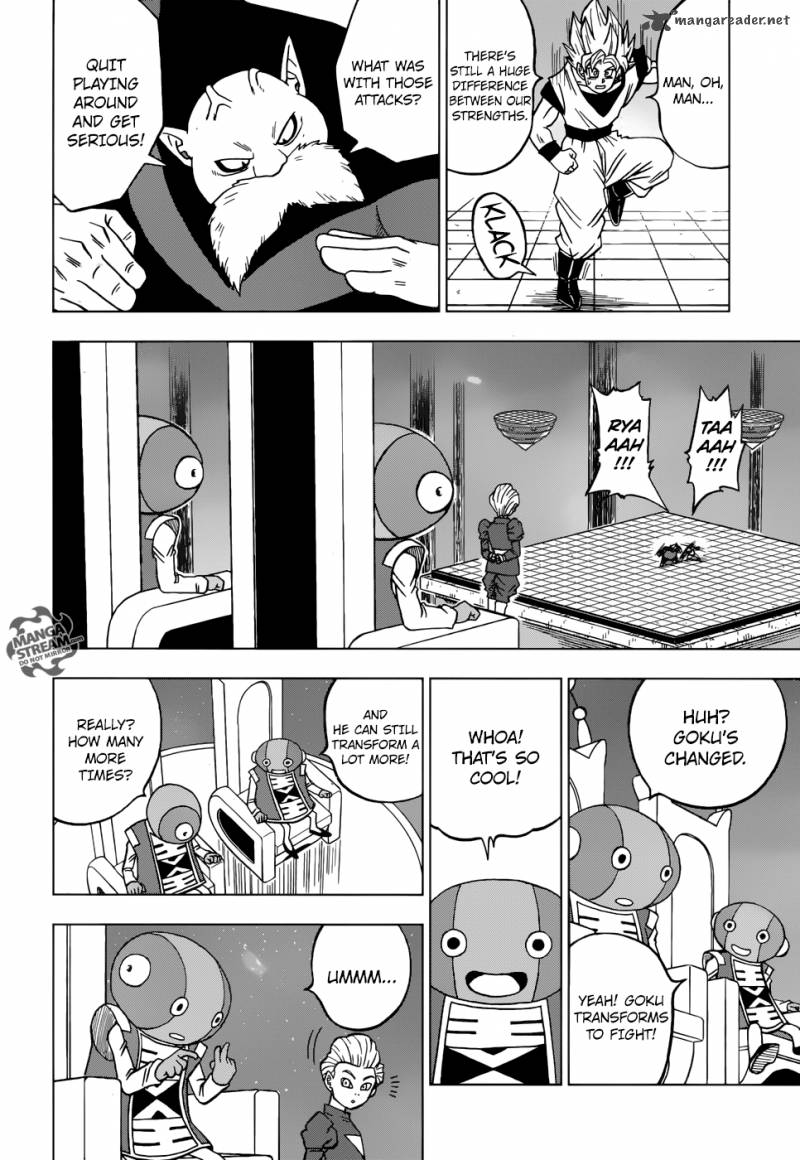 mangareader.net
MAN, OH,
MAN...
THERE'S
STILL A HUGE
DIFFERENCE
BETWEEN OUR
STRENGTHS.
KLACK
WHAT WAS
WITH THOSE
ATTACKS?
QUIT
PLAYING
AROUND
AND GET
SERIOUS!
TAA
AAH
!!!
RYA
AAH
!!!
MANGA
STREAM.com
DO NOT MIRROR
HUH?
GOKU'S
CHANGED.
YEAH! GOKU
TRANSFORMS
TO FIGHT!
WHOA!
THAT'S SO
COOL!
AND
HE CAN STILL
TRANSFORM A
LOT MORE!
REALLY?
HOW MANY
MORE
TIMES?
UMMM...